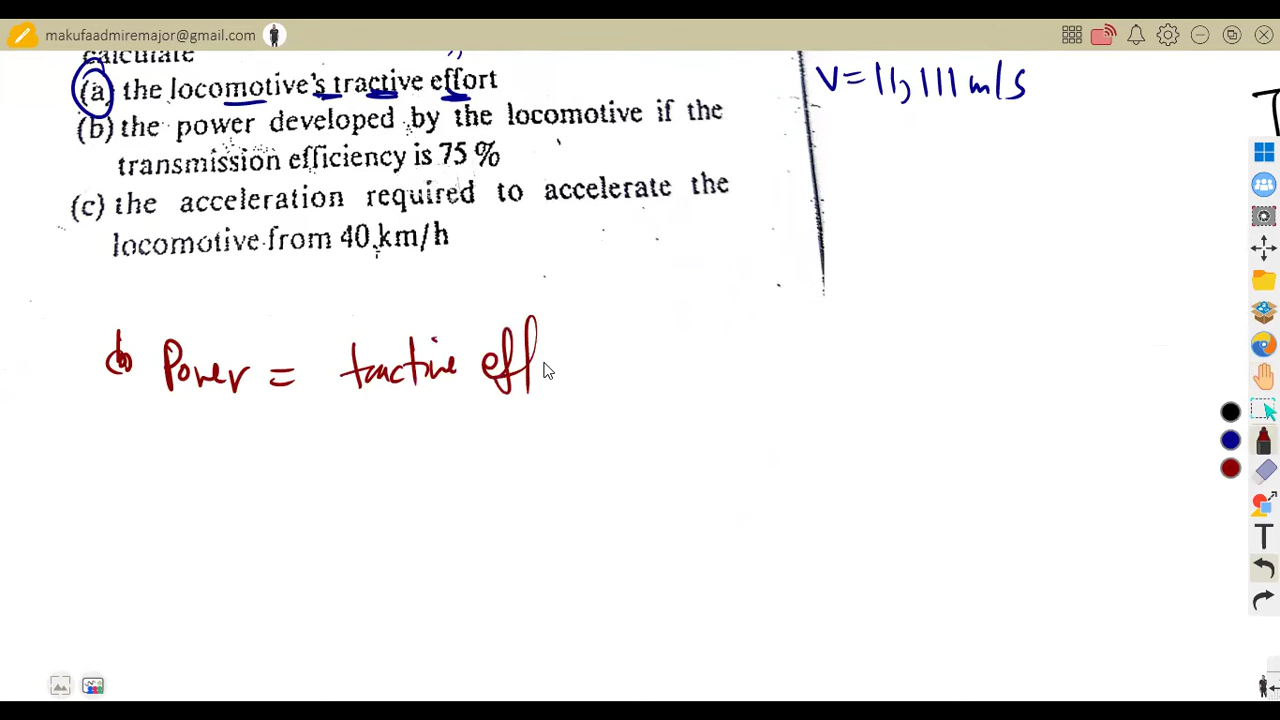 makufaadmiremajor@gmail.com
calculate
(a) the locomotive's tractive effort
(b) the power developed by the locomotive if the
transmission efficiency is 75 %
(c) the acceleration required to accelerate the
locomotive from 40 km/h
V= 11,111 m/s
b Power = tractive eff
T